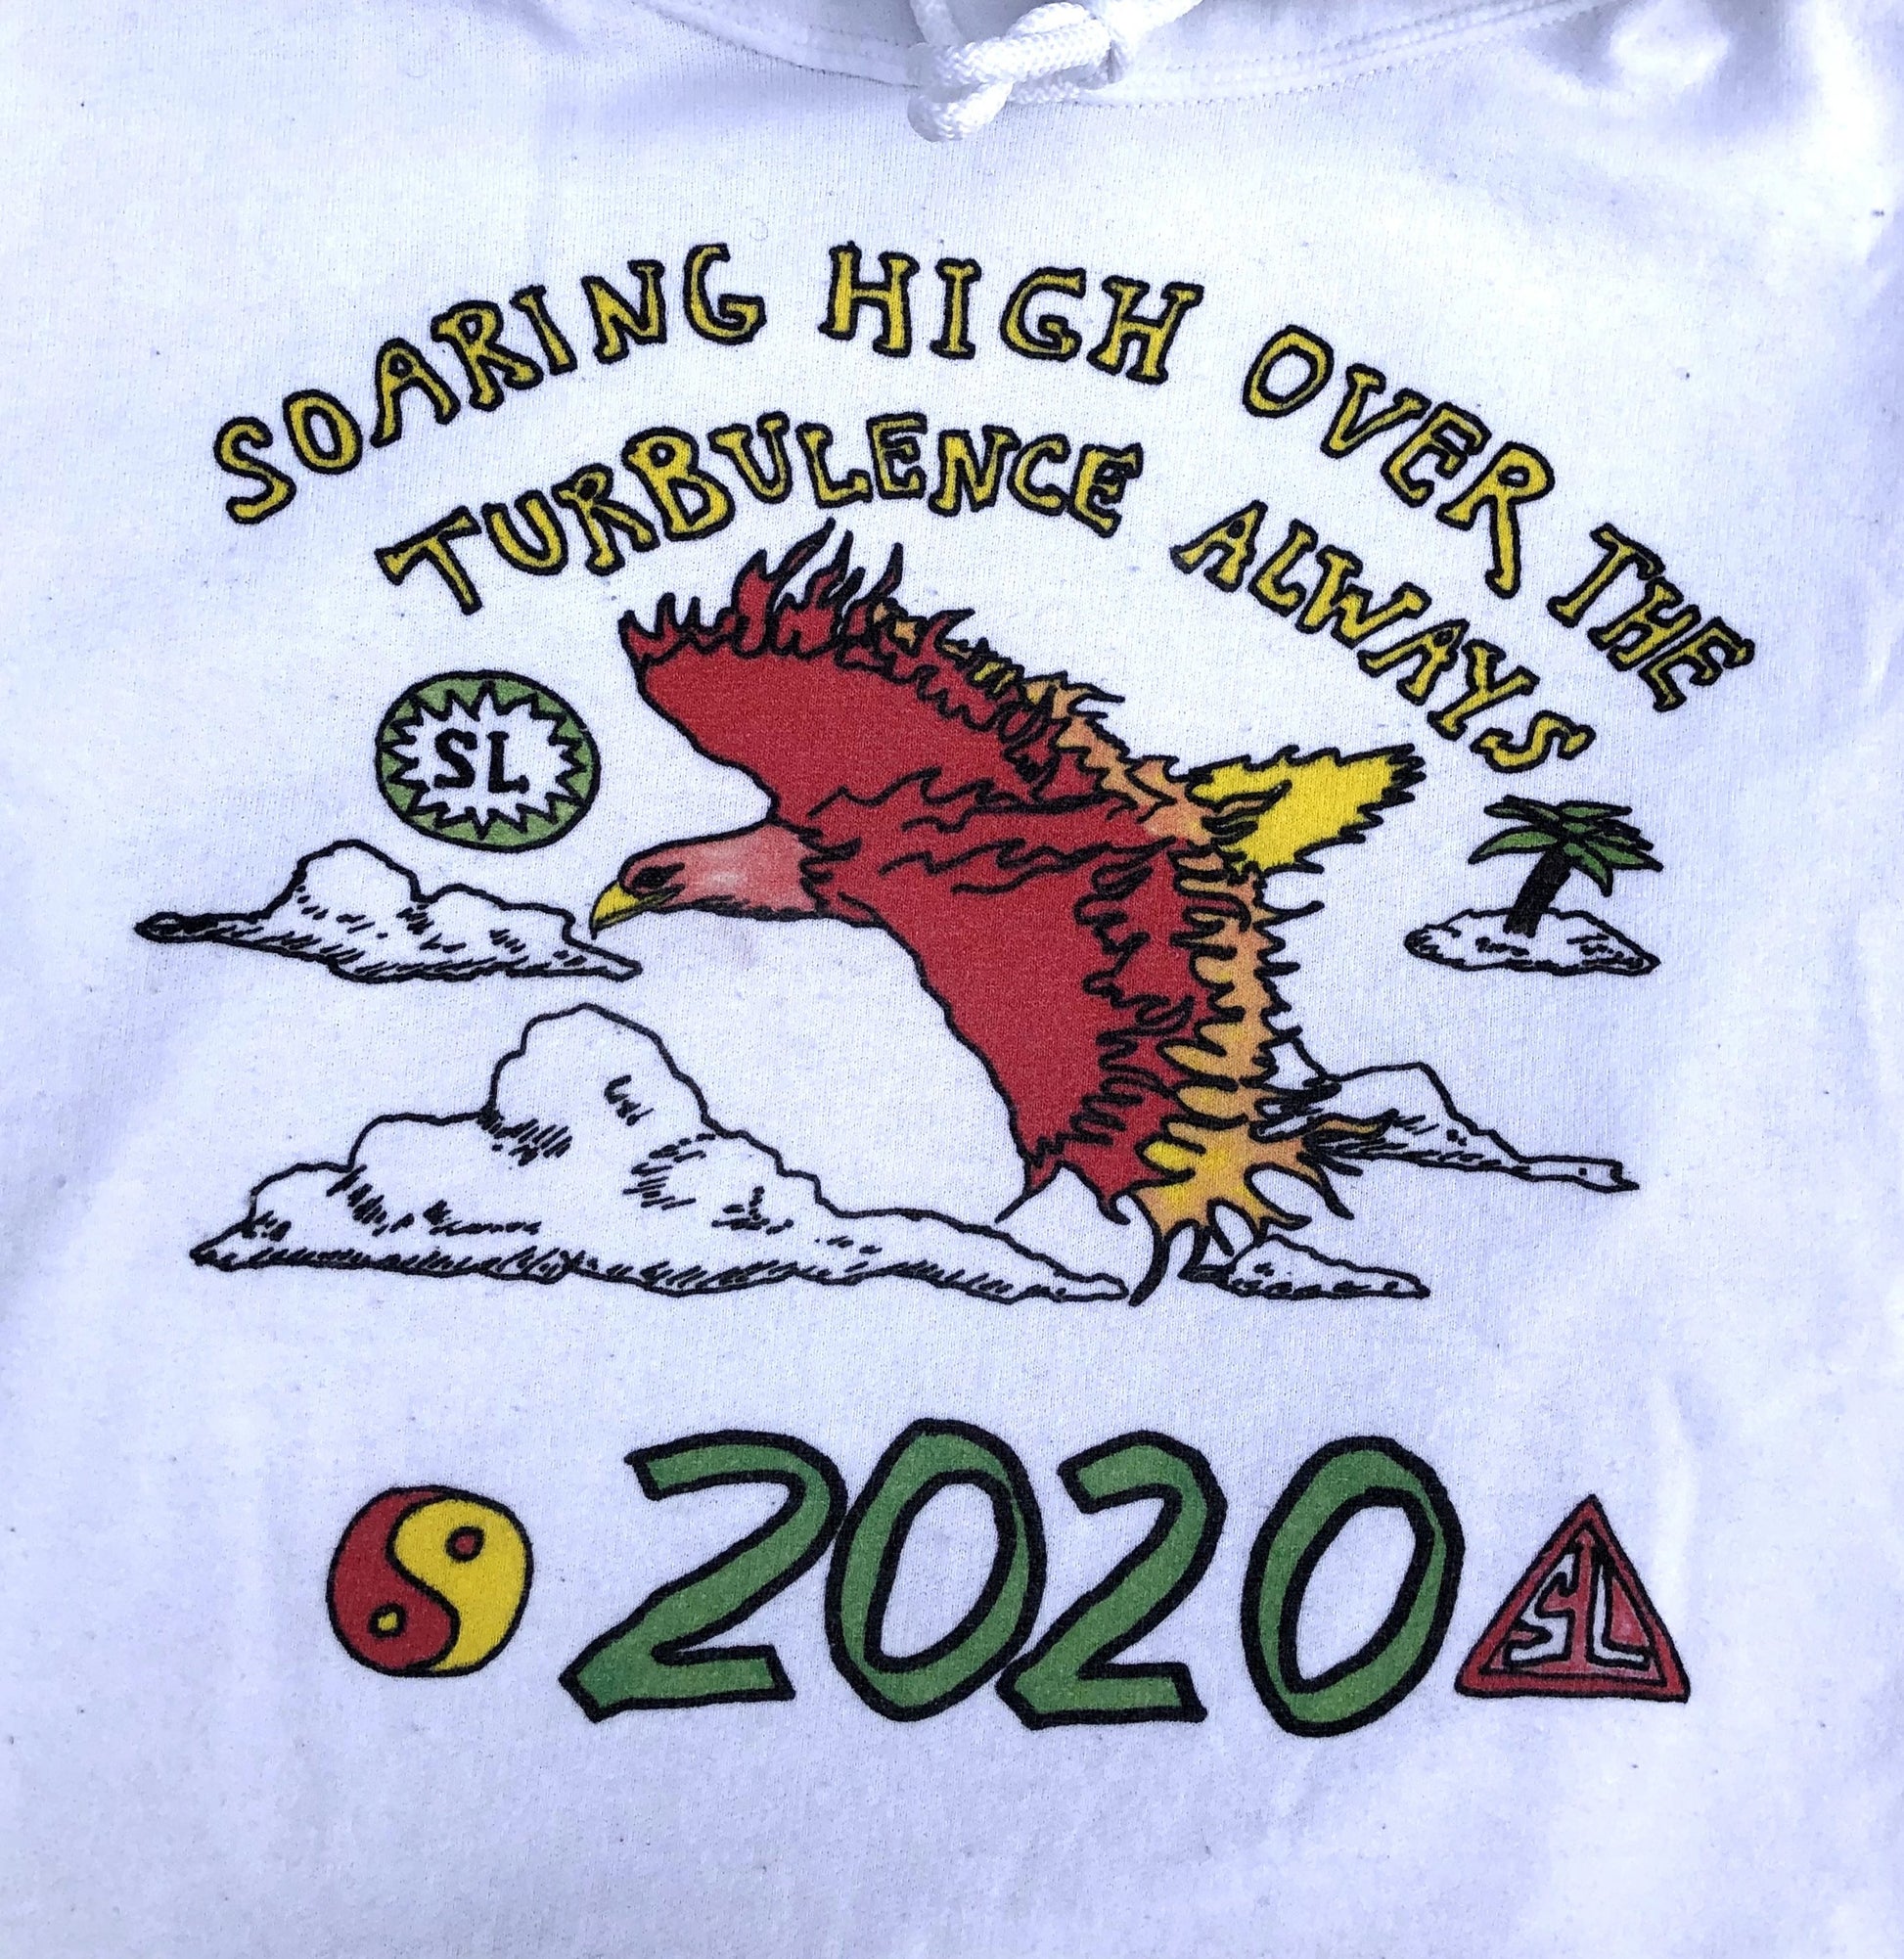 SOARING HIGH OVER THE
TURBULENCE ALWAYS
SL
2020
SL